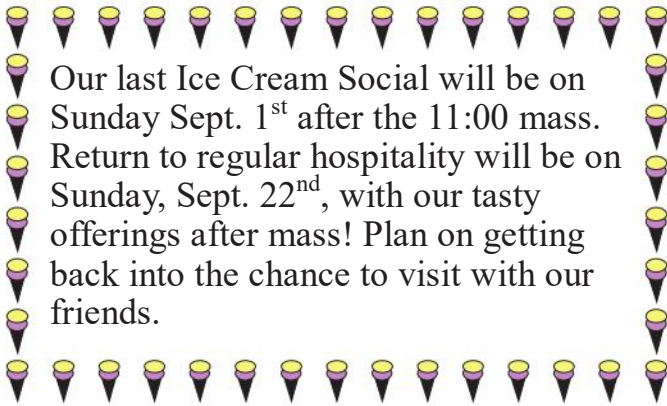 Our last Ice Cream Social will be on
Sunday Sept. 1st after the 11:00 mass.
Return to regular hospitality will be on
Sunday, Sept. 22nd, with our tasty
offerings after mass! Plan on getting
back into the chance to visit with our
friends.